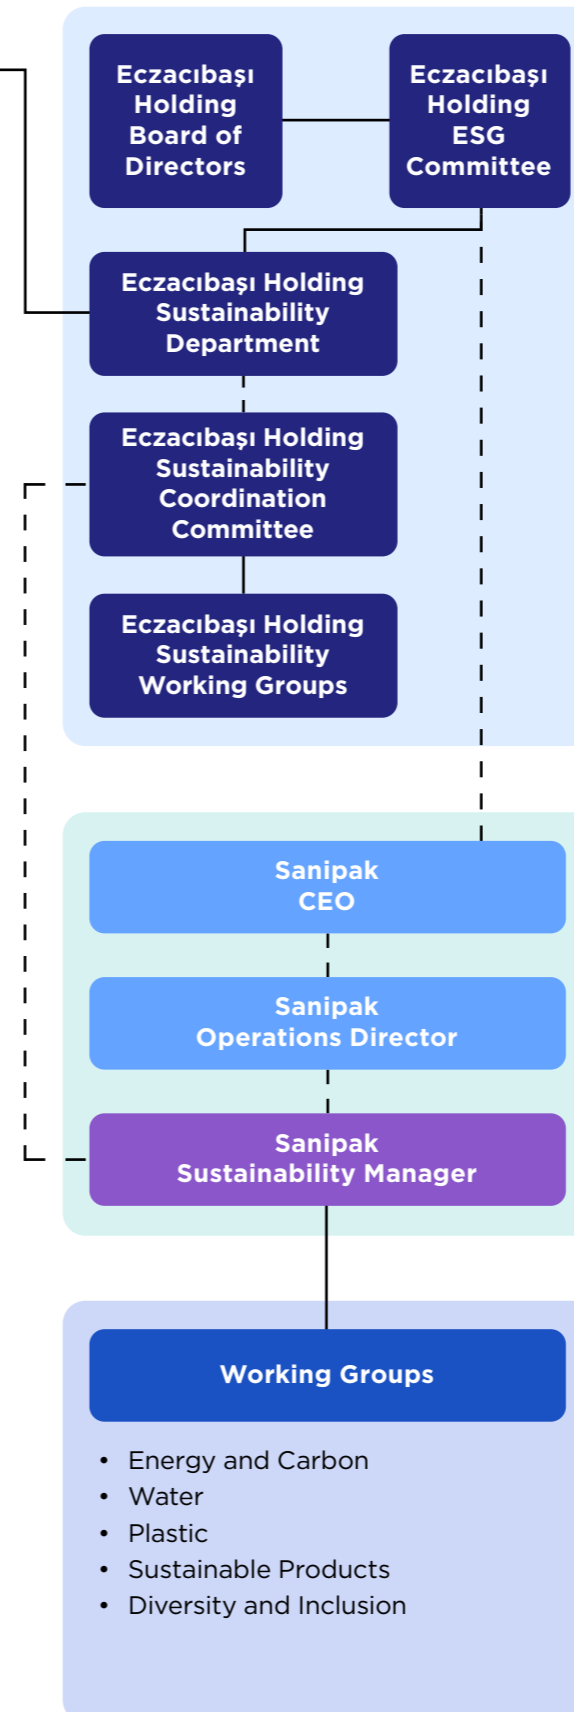 Eczacıbaşı
Holding
Board of
Directors
Eczacıbaşı
Holding
ESG
Committee
Eczacıbaşı Holding
Sustainability
Department
Eczacıbaşı Holding
Sustainability
Coordination
Committee
Eczacıbaşı Holding
Sustainability
Working Groups
Sanipak
CEO
Sanipak
Operations Director
Sanipak
Sustainability Manager
Working Groups
• Energy and Carbon
• Water
• Plastic
• Sustainable Products
• Diversity and Inclusion